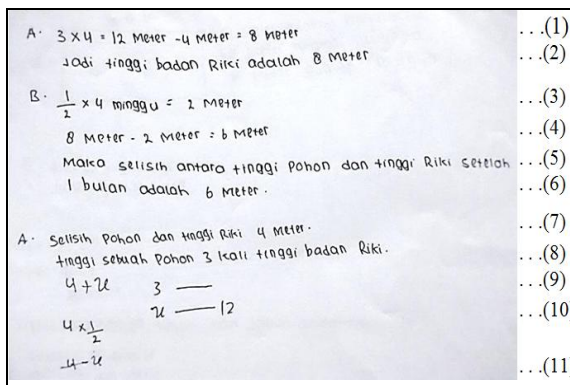 A. 3 x 4 = 12 Meter - 4 Meter = 8 Meter ...(1)
Jadi tinggi badan Riki adalah 8 Meter ...(2)
B. 1/2 x 4 minggu = 2 Meter ...(3)
8 Meter - 2 Meter = 6 Meter ...(4)
Maka selisih antara tinggi Pohon dan tinggi Riki setelah ...(5)
1 bulan adalah 6 Meter. ...(6)
A. Selisih Pohon dan tinggi Riki 4 Meter. ...(7)
tinggi sebuah Pohon 3 kali tinggi badan Riki. ...(8)
4 + x 3 — ...(9)
x — 12 ...(10
4 x 1/2
4 - x ...(11)